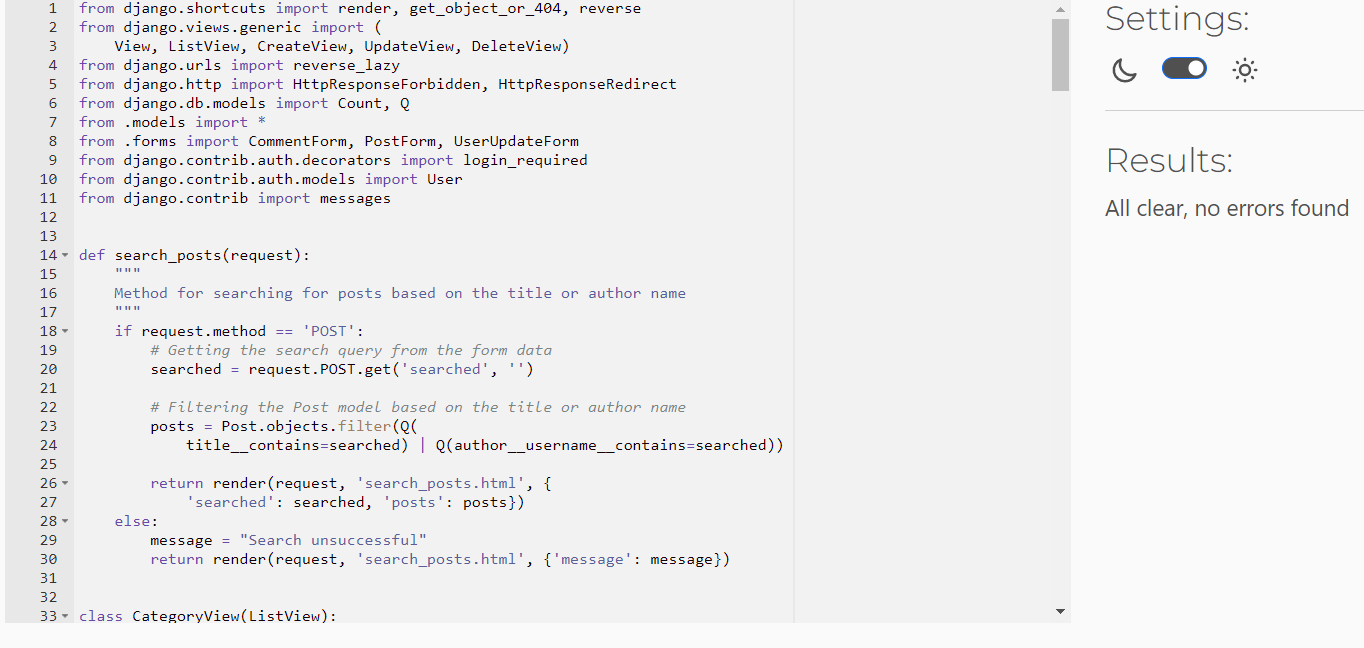 1 from django.shortcuts import render, get_object_or_404, reverse
2 from django.views.generic import (
3     View, ListView, CreateView, UpdateView, DeleteView)
4 from django.urls import reverse_lazy
5 from django.http import HttpResponseForbidden, HttpResponseRedirect
6 from django.db.models import Count, Q
7 from .models import *
8 from .forms import CommentForm, PostForm, UserUpdateForm
9 from django.contrib.auth.decorators import login_required
10 from django.contrib.auth.models import User
11 from django.contrib import messages
12
13
14 def search_posts(request):
15     """
16     Method for searching for posts based on the title or author name
17     """
18     if request.method == 'POST':
19         # Getting the search query from the form data
20         searched = request.POST.get('searched', '')
21
22         # Filtering the Post model based on the title or author name
23         posts = Post.objects.filter(Q(
24             title__contains=searched) | Q(author__username__contains=searched))
25
26         return render(request, 'search_posts.html', {
27             'searched': searched, 'posts': posts})
28     else:
29         message = "Search unsuccessful"
30         return render(request, 'search_posts.html', {'message': message})
31
32
33 class CategoryView(ListView):
Settings:
Results:
All clear, no errors found